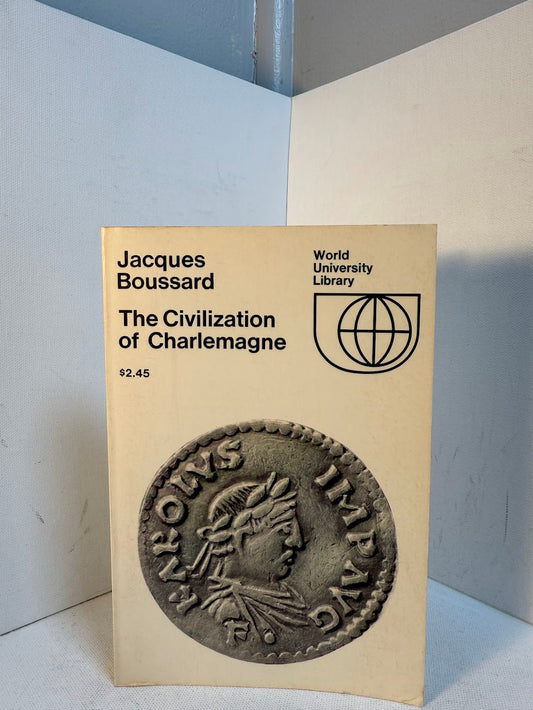 Jacques
Boussard
The Civilization
of Charlemagne
$2.45
World
University
Library
KAROLVS
IMP AVG
F.